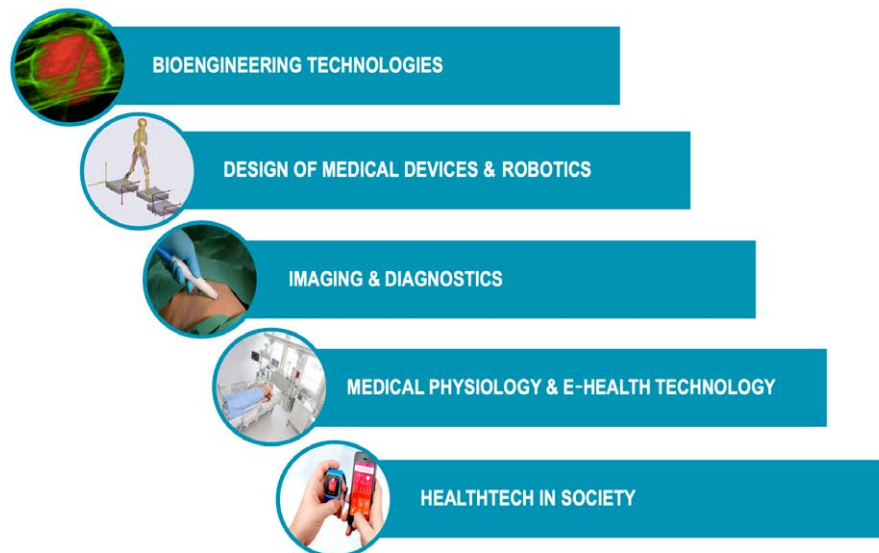 BIOENGINEERING TECHNOLOGIES
DESIGN OF MEDICAL DEVICES & ROBOTICS
IMAGING & DIAGNOSTICS
MEDICAL PHYSIOLOGY & E-HEALTH TECHNOLOGY
HEALTHTECH IN SOCIETY